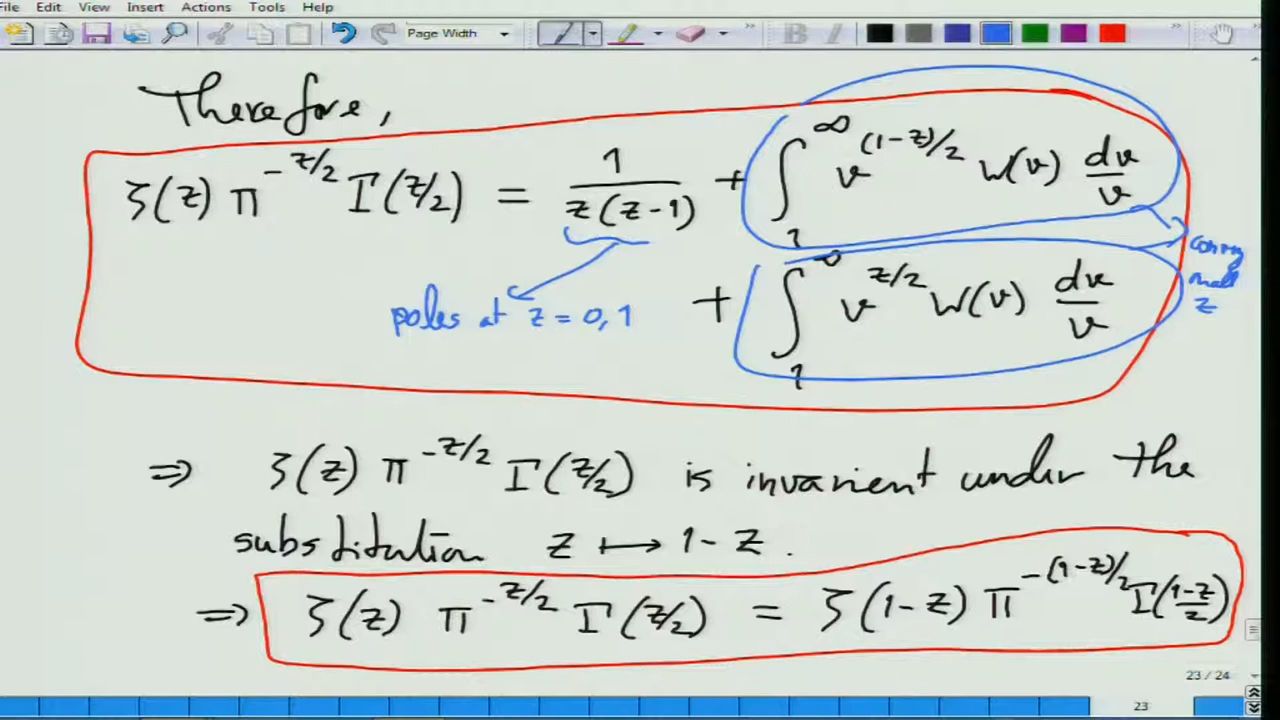 File Edit View Insert Actions Tools Help
Page Width
Therefore,
ζ(z) π^{-z/2} Γ(z/2) = 1/(z(z-1)) + ∫_1^∞ v^{(1-z)/2} W(v) dv/v
+ ∫_1^∞ v^{z/2} W(v) dv/v
poles at z = 0,1
z
⇒ ζ(z) π^{-z/2} Γ(z/2) is invarient under the
substitution z ↦ 1-z.
⇒ ζ(z) π^{-z/2} Γ(z/2) = ζ(1-z) π^{-(1-z)/2} Γ((1-z)/2)
23 / 24
23